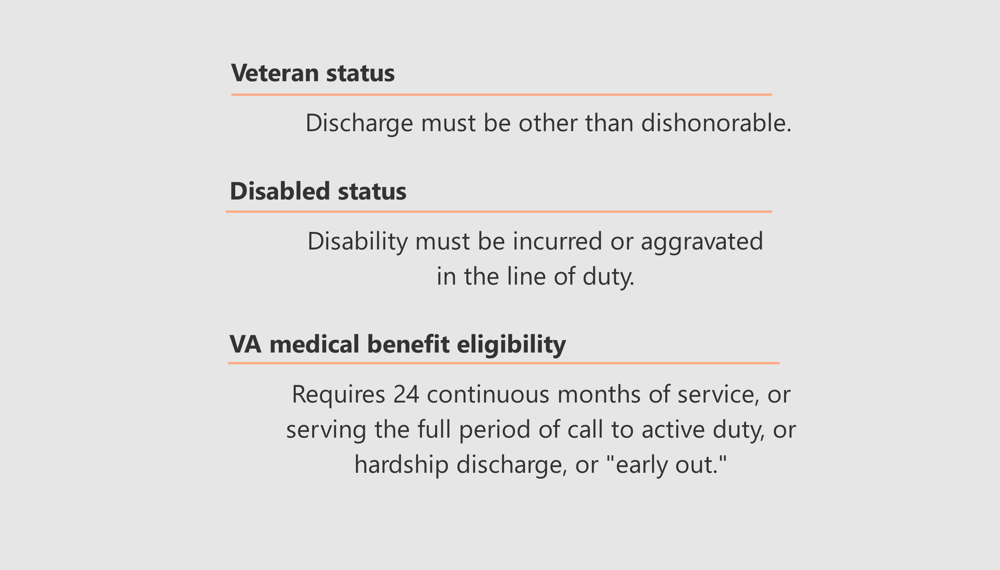 Veteran status
Discharge must be other than dishonorable.
Disabled status
Disability must be incurred or aggravated
in the line of duty.
VA medical benefit eligibility
Requires 24 continuous months of service, or
serving the full period of call to active duty, or
hardship discharge, or "early out."